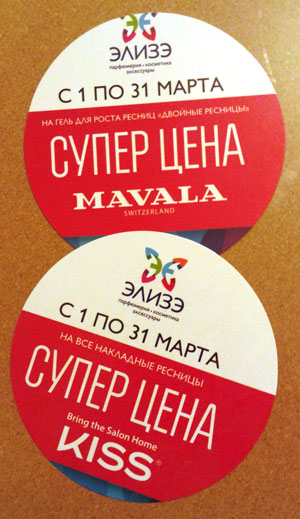 ЭЛИЗЭ
парфюмерия • косметика
аксессуары
С 1 ПО 31 МАРТА
НА ГЕЛЬ ДЛЯ РОСТА РЕСНИЦ «ДВОЙНЫЕ РЕСНИЦЫ»
СУПЕР ЦЕНА
MAVALA
SWITZERLAND
ЭЛИЗЭ
парфюмерия • косметика
аксессуары
С 1 ПО 31 МАРТА
НА ВСЕ НАКЛАДНЫЕ РЕСНИЦЫ
СУПЕР ЦЕНА
Bring the Salon Home
KISS®